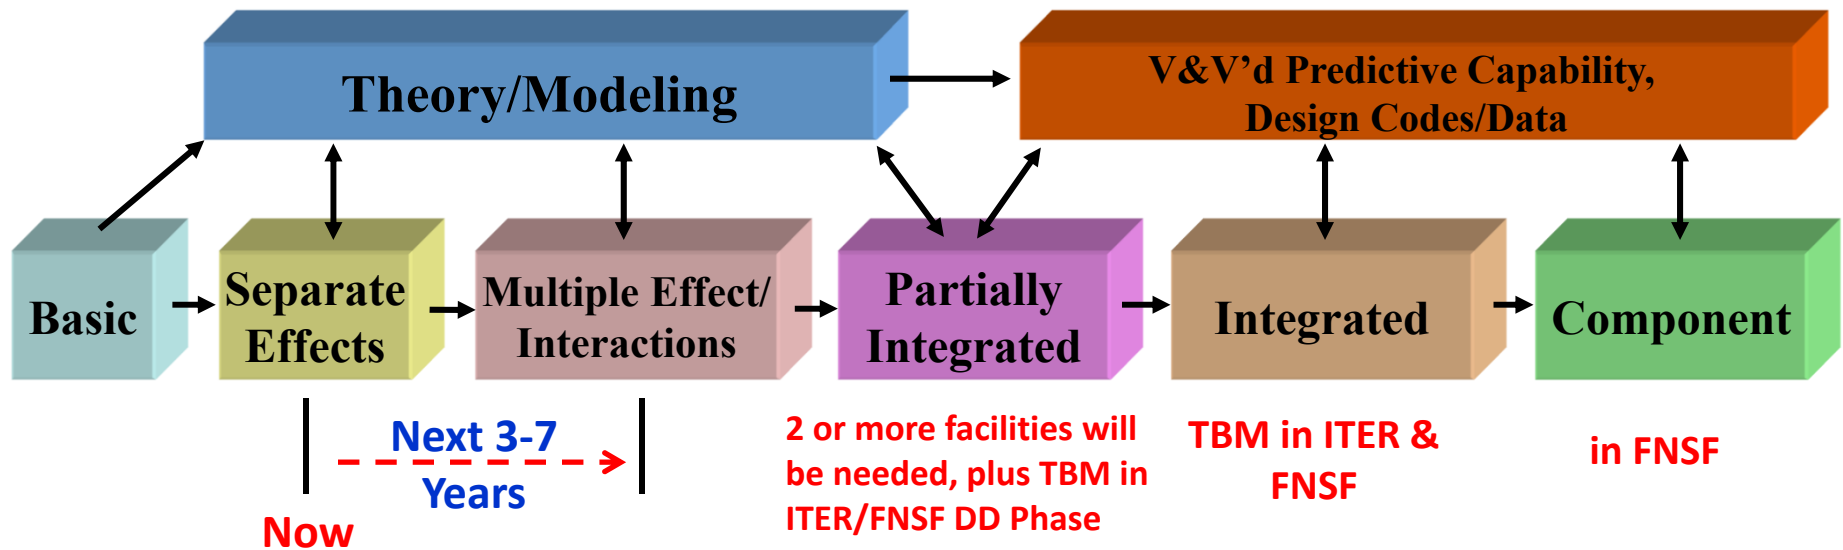 Theory/Modeling
V&V’d Predictive Capability,
Design Codes/Data
Basic
Separate
Effects
Multiple Effect/
Interactions
Partially
Integrated
Integrated
Component
Now
Next 3-7
Years
2 or more facilities will
be needed, plus TBM in
ITER/FNSF DD Phase
TBM in ITER &
FNSF
in FNSF